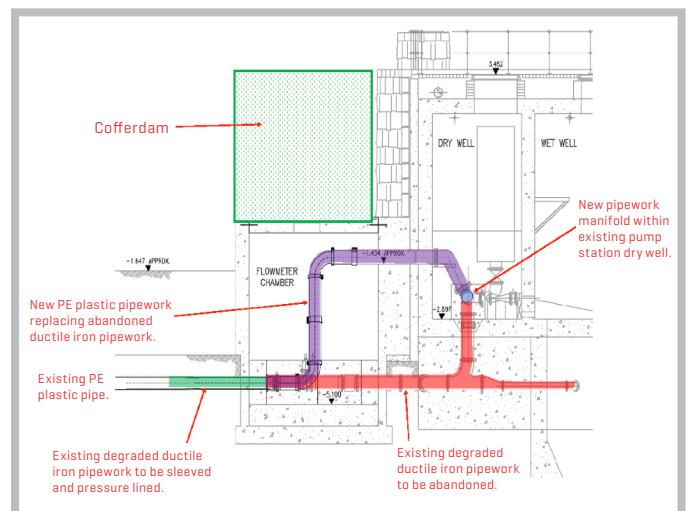 3.452
Cofferdam
DRY WELL
WET WELL
New pipework
manifold within
existing pump
station dry well.
-1.647 APPROX.
-1.454 APPROX.
FLOWMETER
CHAMBER
New PE plastic pipework
replacing abandoned
ductile iron pipework.
-2.897
Existing PE
plastic pipe.
-5.100
Existing degraded ductile
iron pipework to be sleeved
and pressure lined.
Existing degraded
ductile iron pipework
to be abandoned.